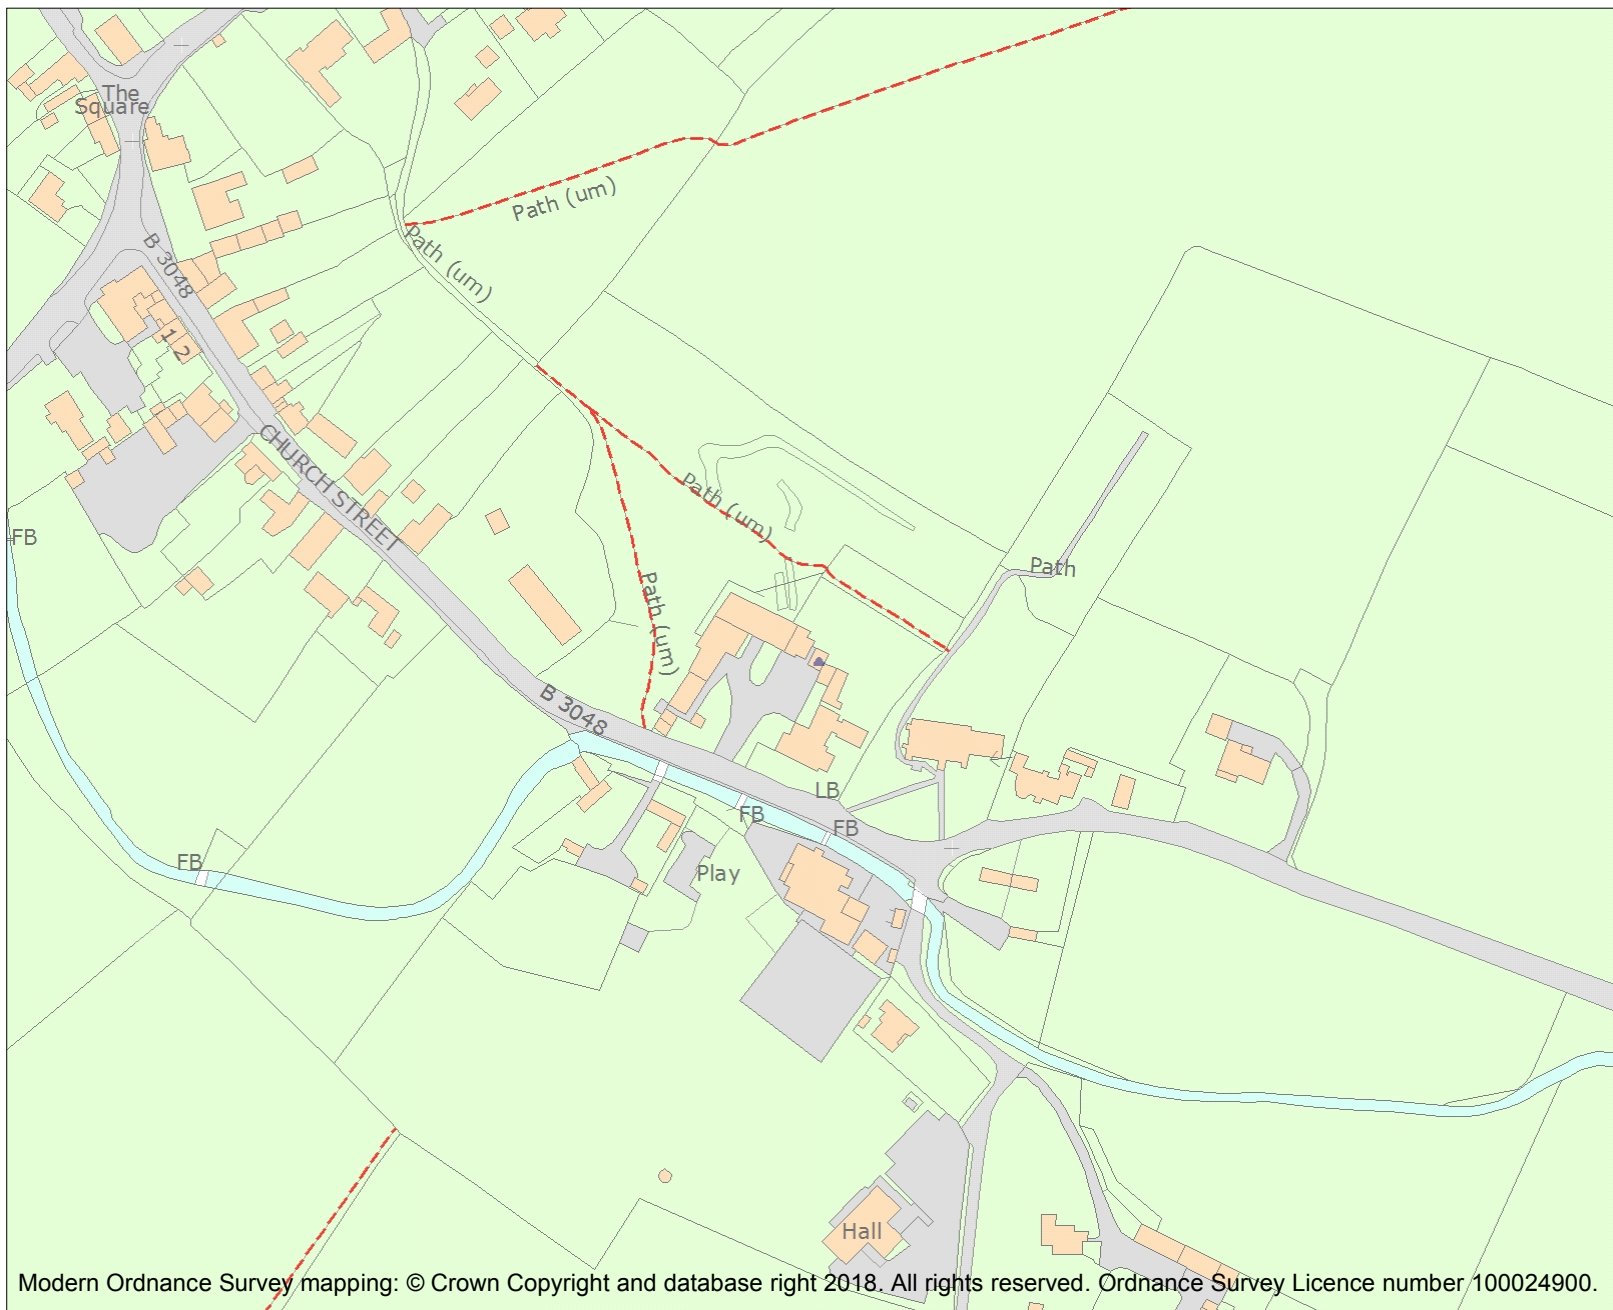 The
Square
Path (um)
B 3048
Path (um)
1 2
CHURCH STREET
Path (um)
FB
Path
Path (um)
B 3048
LB
FB
FB
FB
Play
Hall
Modern Ordnance Survey mapping: © Crown Copyright and database right 2018. All rights reserved. Ordnance Survey Licence number 100024900.